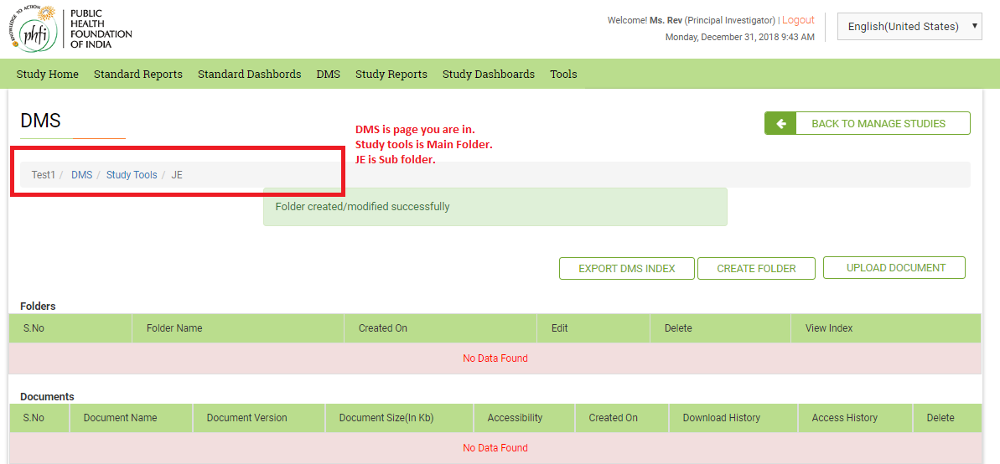 KNOWLEDGE TO ACTION
phfi
PUBLIC
HEALTH
FOUNDATION
OF INDIA
Welcome! Ms. Rev (Principal Investigator) | Logout
Monday, December 31, 2018 9:43 AM
English(United States)
Study Home Standard Reports Standard Dashbords DMS Study Reports Study Dashboards Tools
DMS
DMS is page you are in.
Study tools is Main Folder.
JE is Sub folder.
BACK TO MANAGE STUDIES
Test1 / DMS / Study Tools / JE
Folder created/modified successfully
EXPORT DMS INDEX CREATE FOLDER UPLOAD DOCUMENT
Folders
S.No Folder Name Created On Edit Delete View Index
No Data Found
Documents
S.No Document Name Document Version Document Size(In Kb) Accessibility Created On Download History Access History Delete
No Data Found